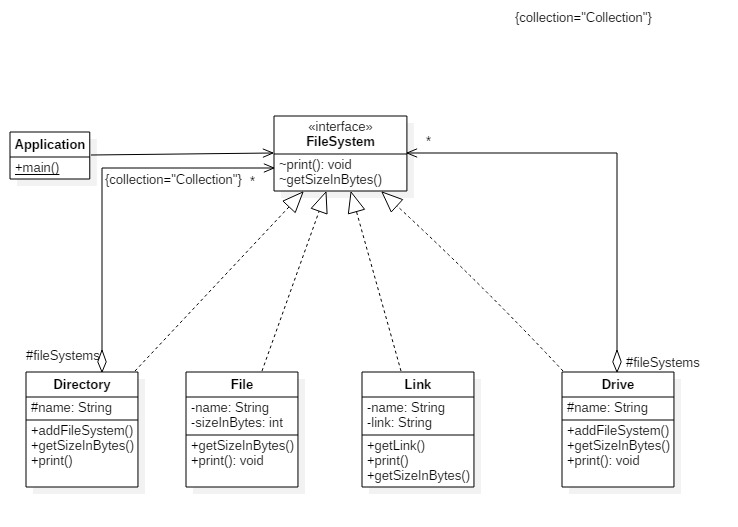 {collection="Collection"}
«interface»
FileSystem
~print(): void
~getSizeInBytes()
*
Application
+main()
{collection="Collection"} *
#fileSystems
#fileSystems
Directory
#name: String
+addFileSystem()
+getSizeInBytes()
+print()
File
-name: String
-sizeInBytes: int
+getSizeInBytes()
+print(): void
Link
-name: String
-link: String
+getLink()
+print()
+getSizeInBytes()
Drive
#name: String
+addFileSystem()
+getSizeInBytes()
+print(): void